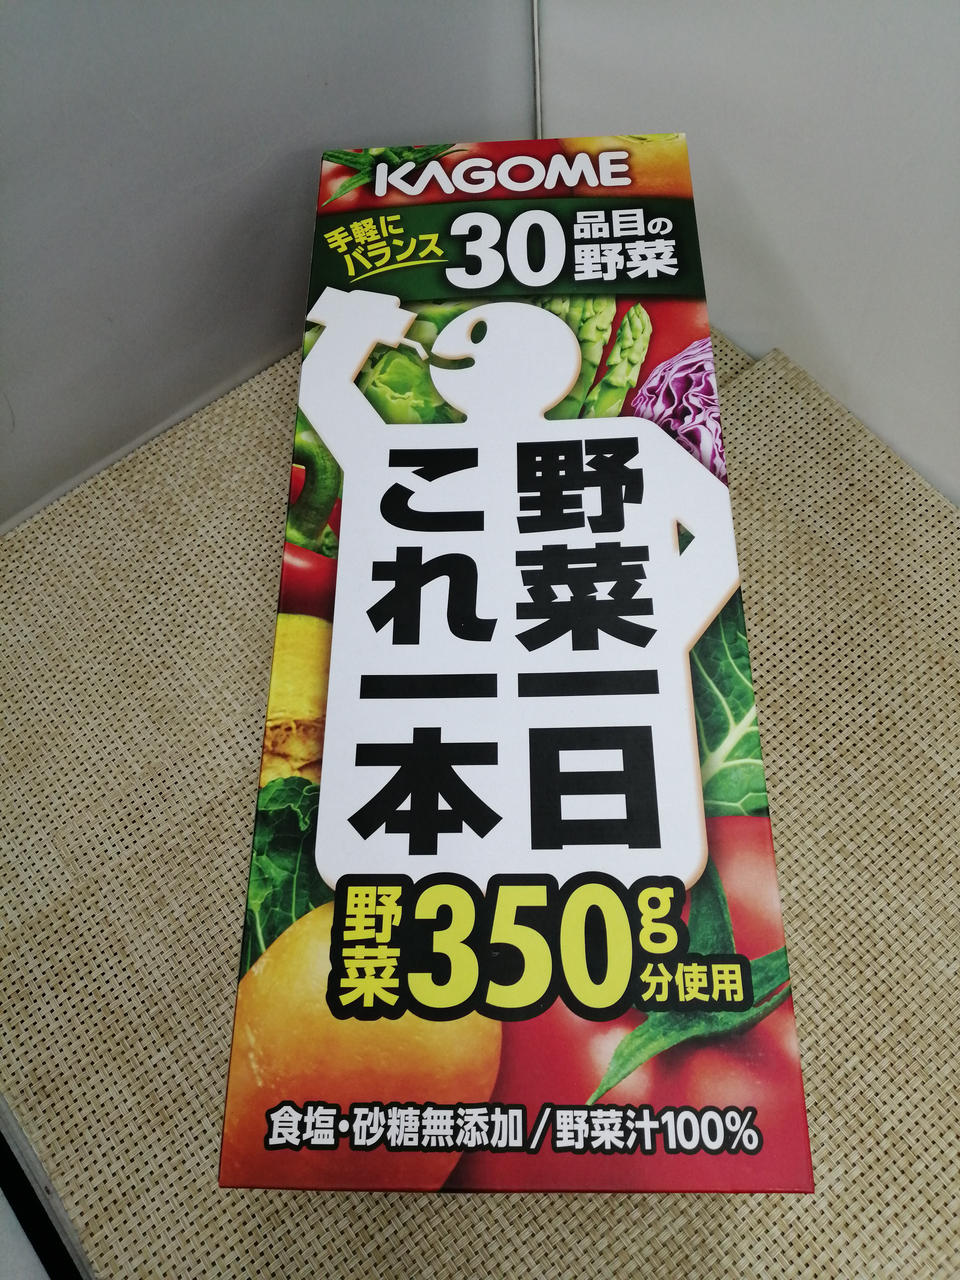 KAGOME
手軽に
バランス
30
品目の
野菜
野菜一日
これ一本
野菜
350g
分使用
食塩・砂糖無添加/野菜汁100%